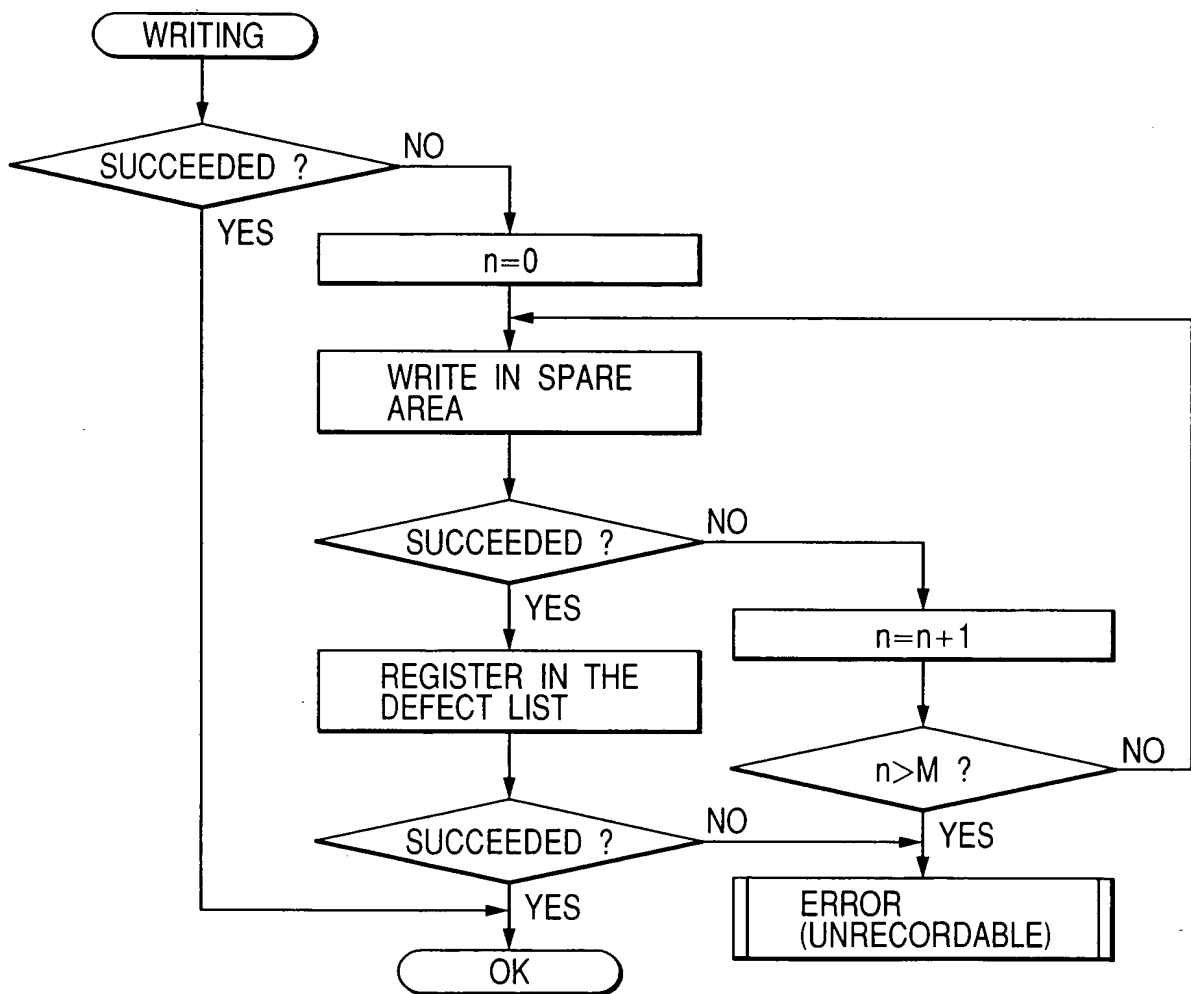 WRITING
SUCCEEDED ?
NO
YES
n=0
WRITE IN SPARE
AREA
SUCCEEDED ?
NO
YES
n=n+1
REGISTER IN THE
DEFECT LIST
n>M ?
NO
YES
SUCCEEDED ?
NO
YES
ERROR
(UNRECORDABLE)
OK